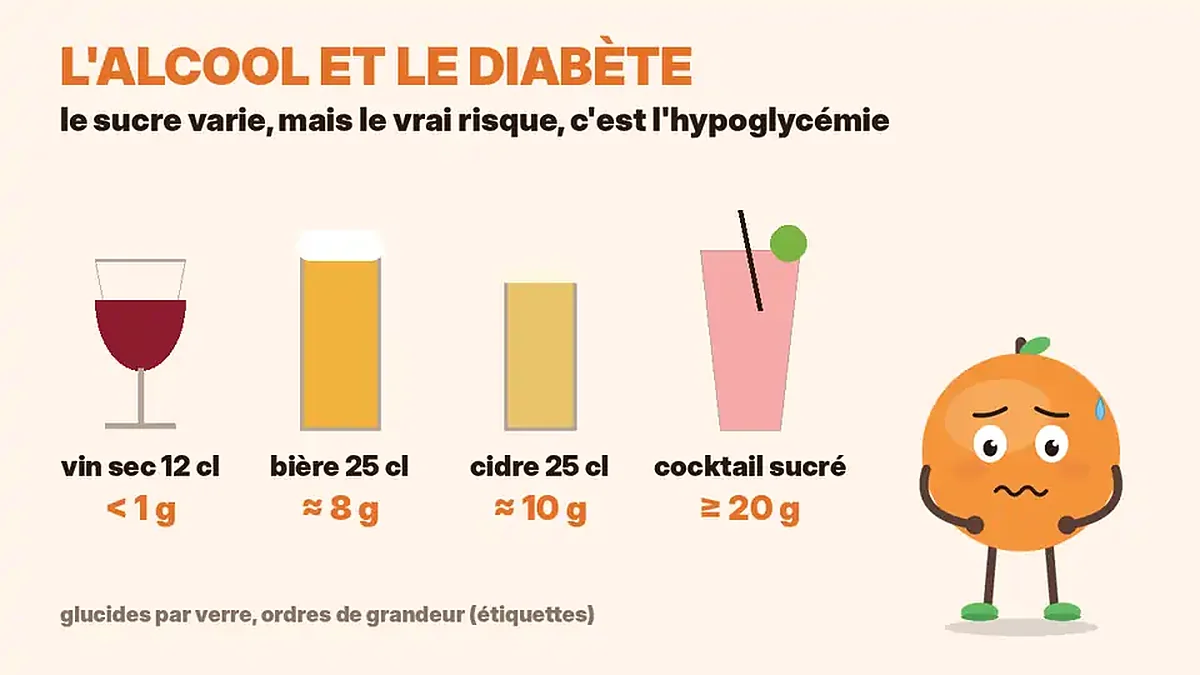 L'ALCOOL ET LE DIABÈTE
le sucre varie, mais le vrai risque, c'est l'hypoglycémie
vin sec 12 cl
< 1 g
bière 25 cl
≈ 8 g
cidre 25 cl
≈ 10 g
cocktail sucré
≥ 20 g
glucides par verre, ordres de grandeur (étiquettes)